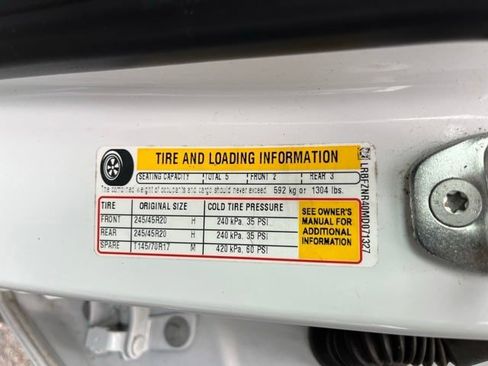 TIRE AND LOADING INFORMATION
SEATING CAPACITY TOTAL 5 FRONT 2 REAR 3
The combined weight of occupants and cargo should never exceed 592 kg or 1304 lbs.
TIRE ORIGINAL SIZE COLD TIRE PRESSURE
FRONT 245/45R20 H 240 kPa, 35 PSI
REAR 245/45R20 H 240 kPa, 35 PSI
SPARE T145/70R17 M 420 kPa, 60 PSI
SEE OWNER'S
MANUAL FOR
ADDITIONAL
INFORMATION
LRBFZNR40MD071327